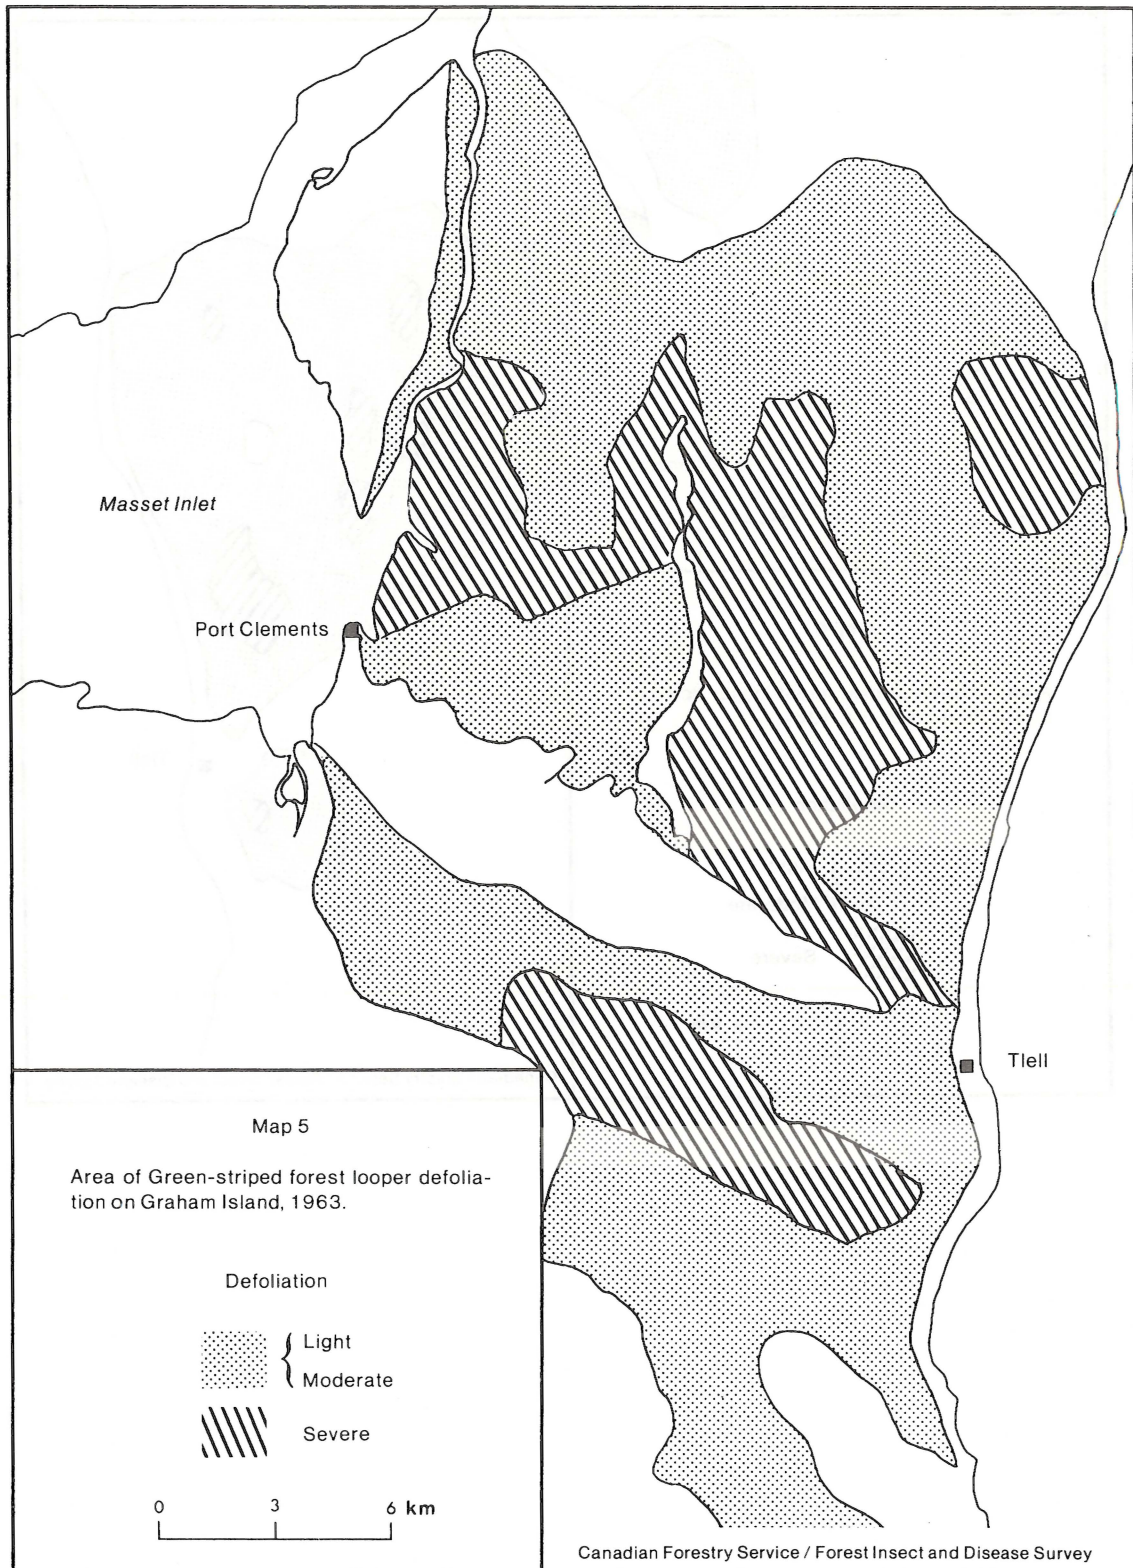 Masset Inlet
Port Clements
Tlell
Map 5
Area of Green-striped forest looper defolia-
tion on Graham Island, 1963.
Defoliation
Light
Moderate
Severe
0 3 6 km
Canadian Forestry Service / Forest Insect and Disease Survey